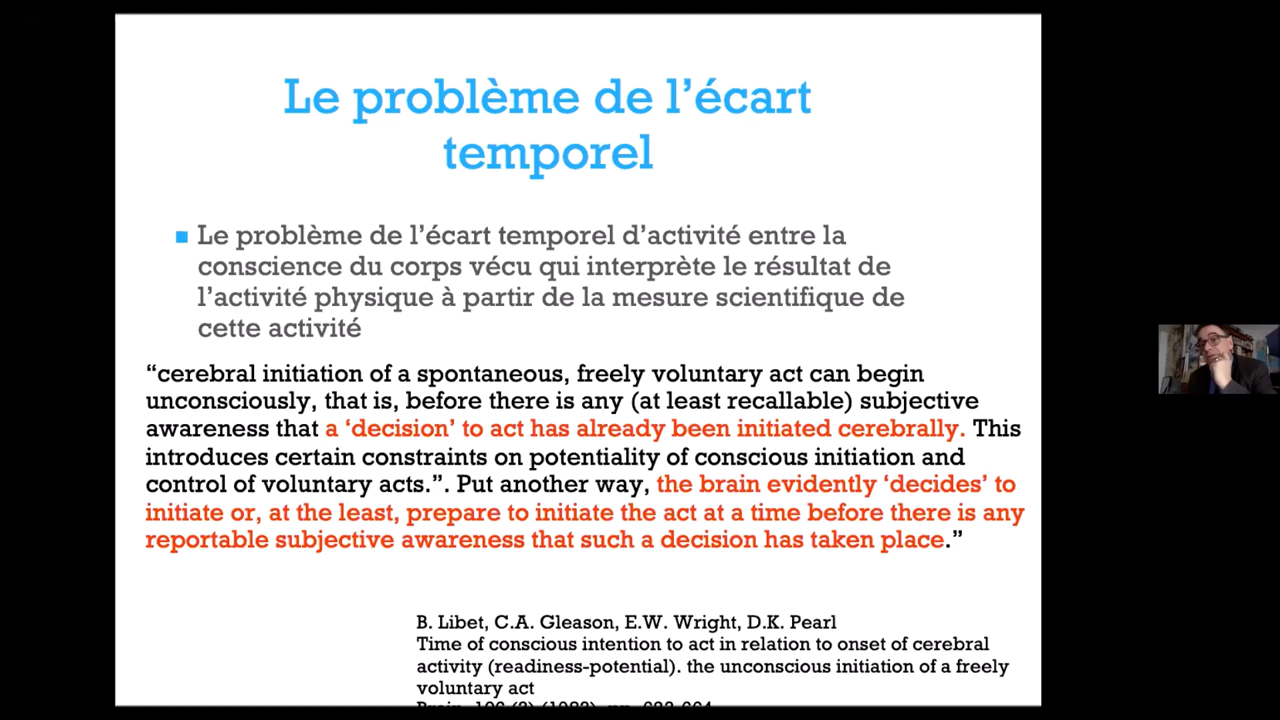 Le problème de l’écart
temporel
Le problème de l’écart temporel d’activité entre la
conscience du corps vécu qui interprète le résultat de
l’activité physique à partir de la mesure scientifique de
cette activité
“cerebral initiation of a spontaneous, freely voluntary act can begin
unconsciously, that is, before there is any (at least recallable) subjective
awareness that a ‘decision’ to act has already been initiated cerebrally. This
introduces certain constraints on potentiality of conscious initiation and
control of voluntary acts.”. Put another way, the brain evidently ‘decides’ to
initiate or, at the least, prepare to initiate the act at a time before there is any
reportable subjective awareness that such a decision has taken place.”
B. Libet, C.A. Gleason, E.W. Wright, D.K. Pearl
Time of conscious intention to act in relation to onset of cerebral
activity (readiness-potential). the unconscious initiation of a freely
voluntary act